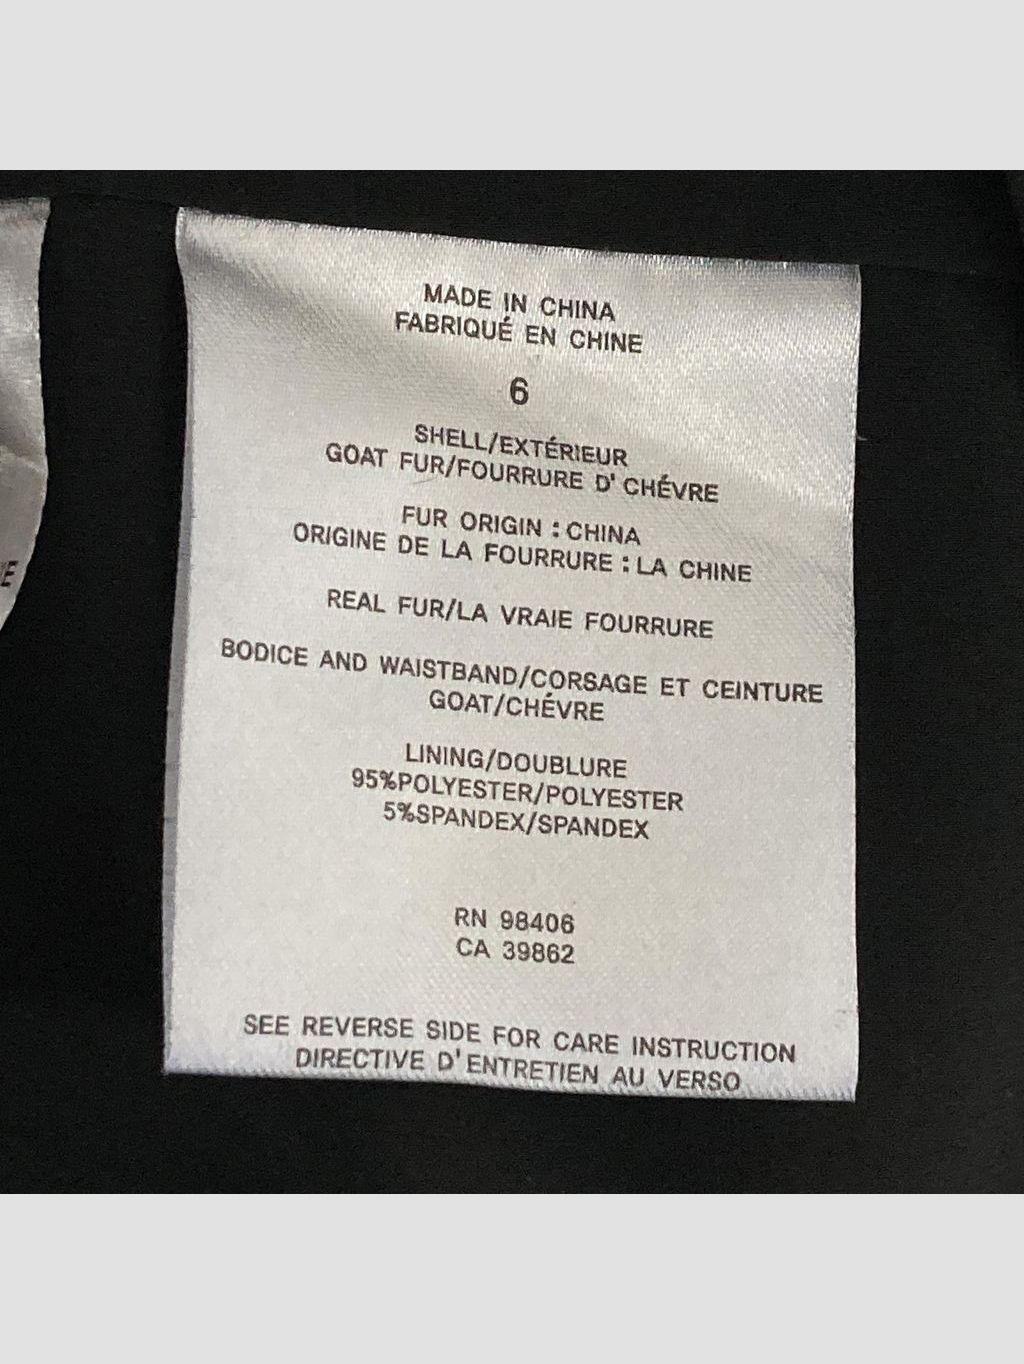 MADE IN CHINA
FABRIQUÉ EN CHINE
6
SHELL/EXTÉRIEUR
GOAT FUR/FOURRURE D' CHÉVRE
FUR ORIGIN : CHINA
ORIGINE DE LA FOURRURE : LA CHINE
REAL FUR/LA VRAIE FOURRURE
BODICE AND WAISTBAND/CORSAGE ET CEINTURE
GOAT/CHÉVRE
LINING/DOUBLURE
95%POLYESTER/POLYESTER
5%SPANDEX/SPANDEX
RN 98406
CA 39862
SEE REVERSE SIDE FOR CARE INSTRUCTION
DIRECTIVE D'ENTRETIEN AU VERSO